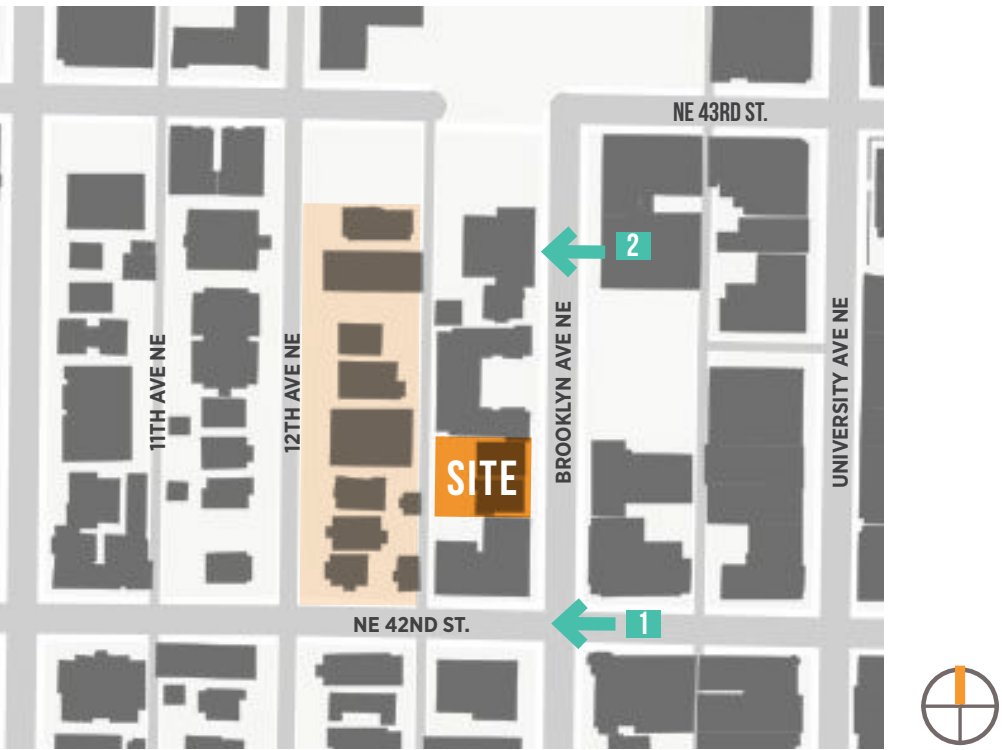 NE 43RD ST.
2
11TH AVE NE
12TH AVE NE
BROOKLYN AVE NE
UNIVERSITY AVE NE
SITE
NE 42ND ST.
1